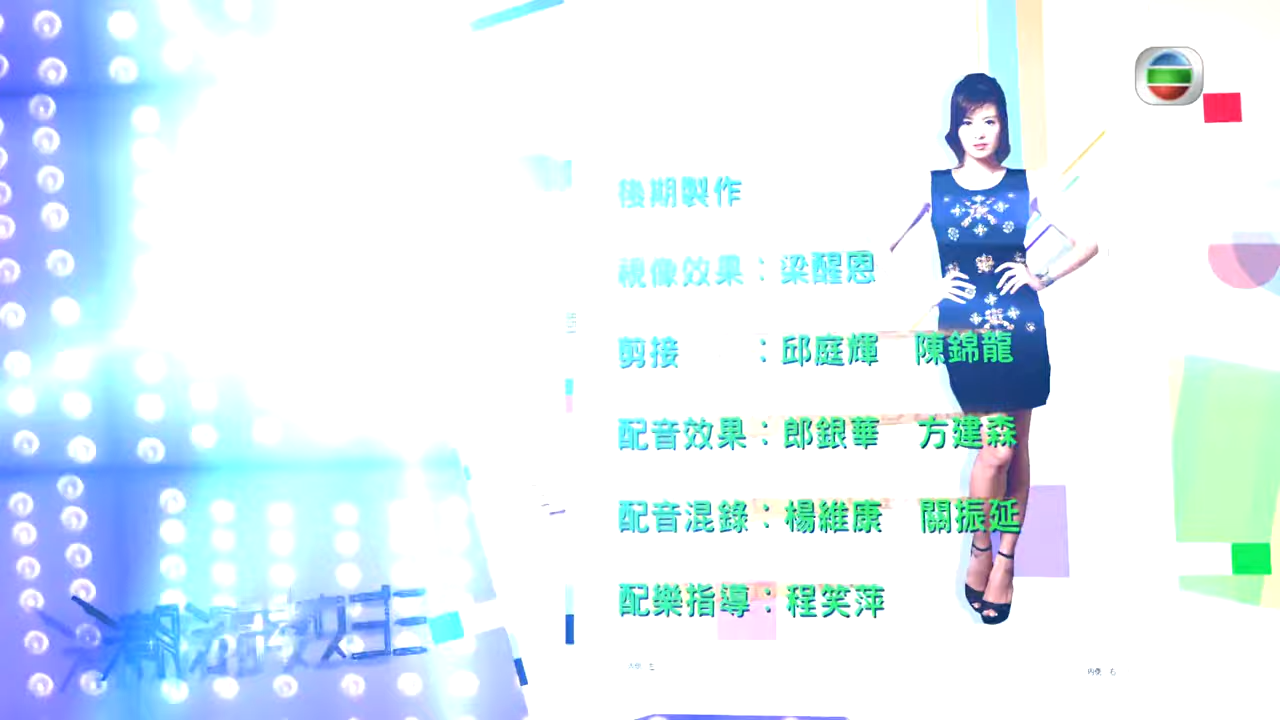 後期製作
視像效果：梁醒恩
剪接　　：邱庭輝　陳錦龍
配音效果：郎銀華　方建森
配音混錄：楊維康　關振延
配樂指導：程笑萍